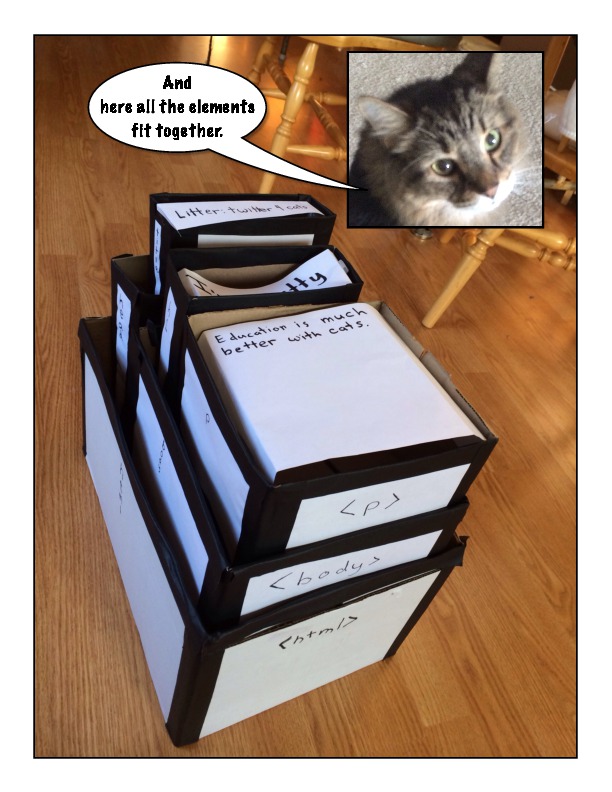 And
here all the elements
fit together.
Litter: twitter 4 cats
Education is much
better with cats.
<p>
<body>
<html>